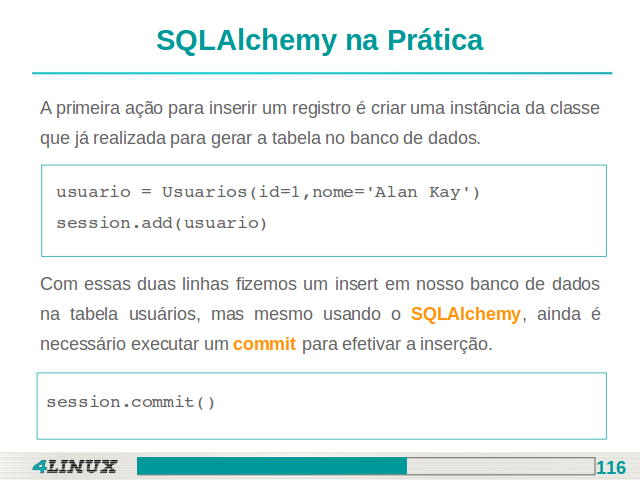 SQLAlchemy na Prática
A primeira ação para inserir um registro é criar uma instância da classe
que já realizada para gerar a tabela no banco de dados.
usuario = Usuarios(id=1,nome='Alan Kay')
session.add(usuario)
Com essas duas linhas fizemos um insert em nosso banco de dados
na tabela usuários, mas mesmo usando o SQLAlchemy, ainda é
necessário executar um commit para efetivar a inserção.
session.commit()
4LINUX
116